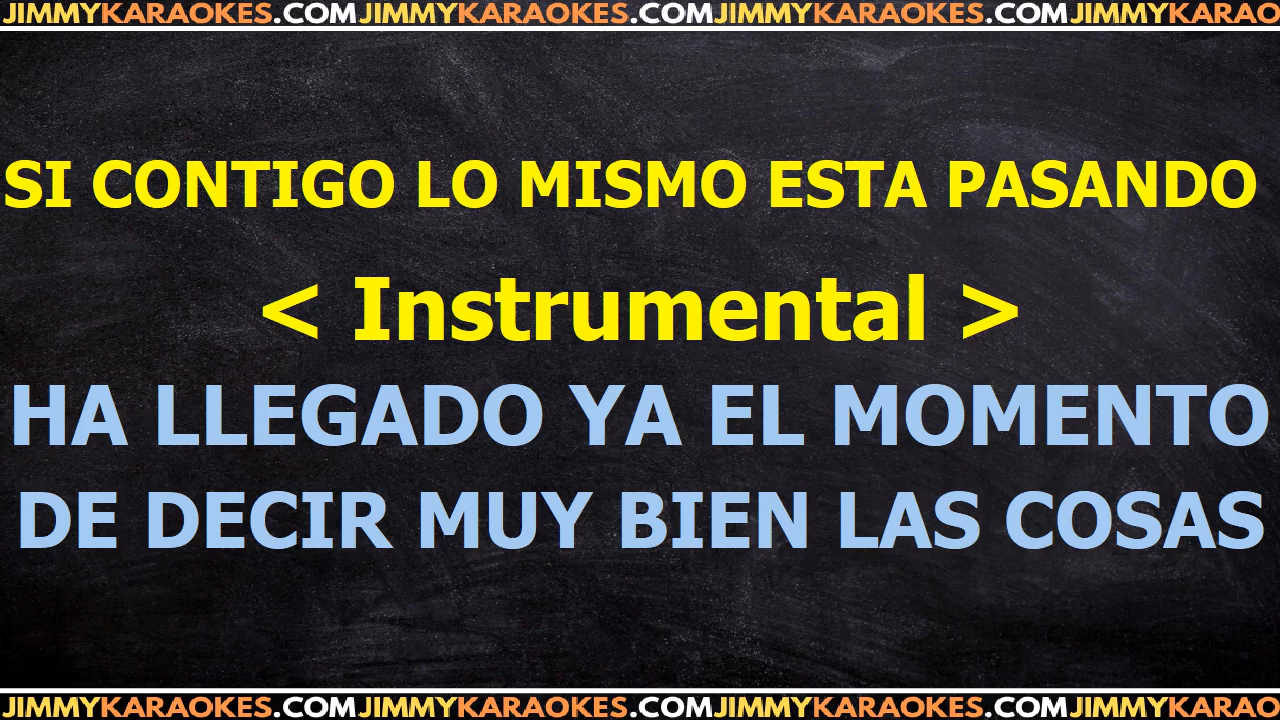 JIMMYKARAOKES.COMJIMMYKARAOKES.COMJIMMYKARAOKES.COMJIMMYKARAO
SI CONTIGO LO MISMO ESTA PASANDO
< Instrumental >
HA LLEGADO YA EL MOMENTO
DE DECIR MUY BIEN LAS COSAS
JIMMYKARAOKES.COMJIMMYKARAOKES.COMJIMMYKARAOKES.COMJIMMYKARAO